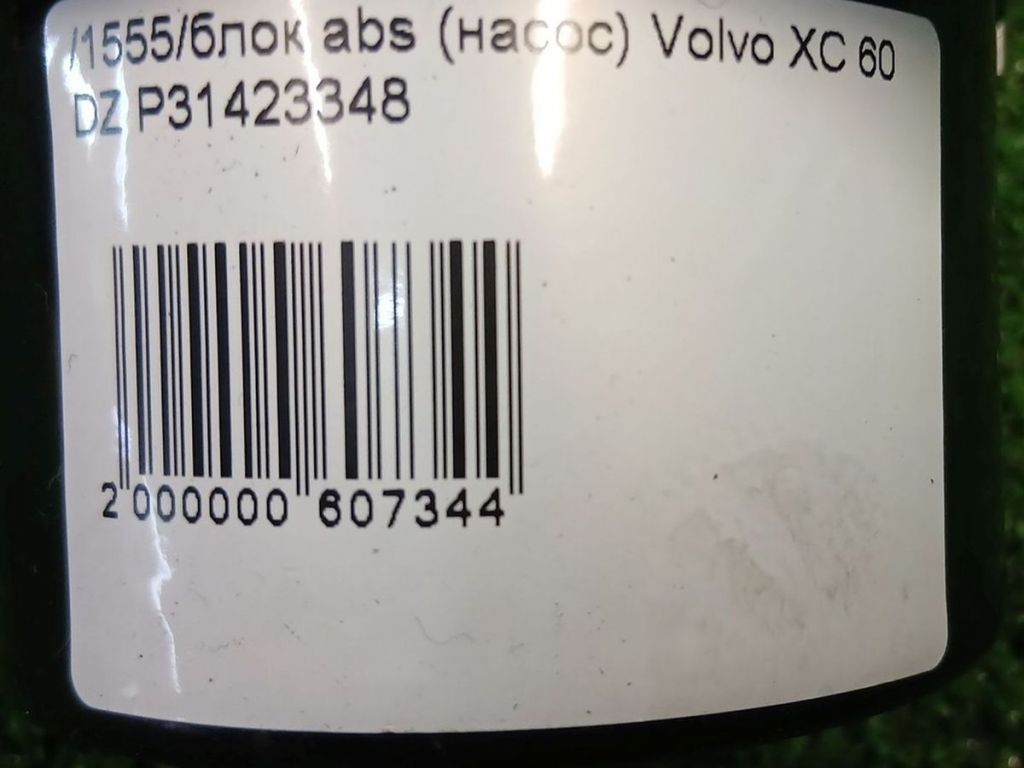 /1555/блок abs (насос) Volvo XC 60
DZ P31423348
2 000000 607344